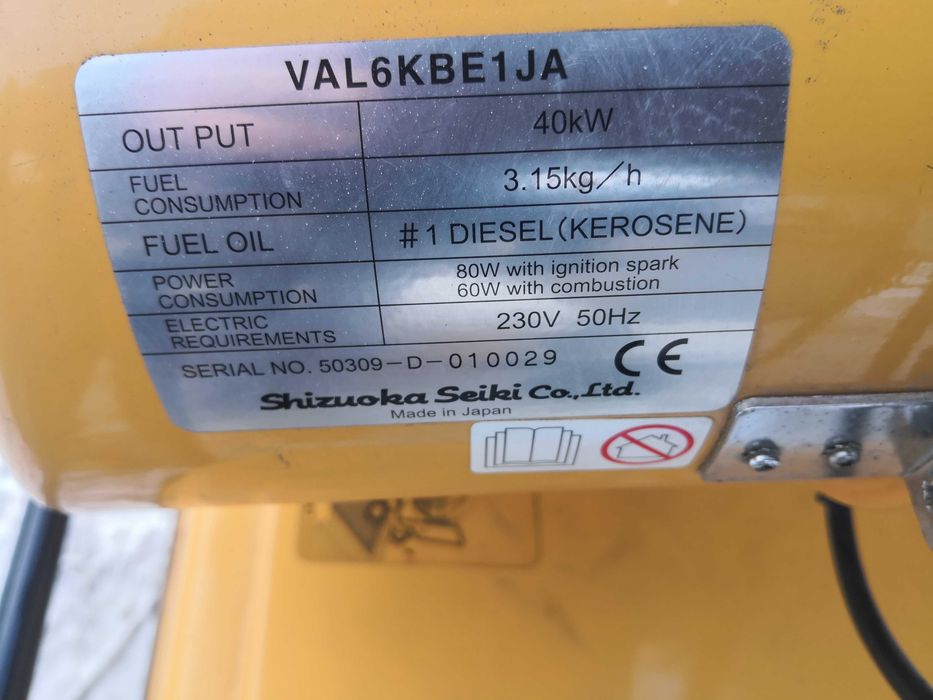 VAL6KBE1JA
OUT PUT 40kW
FUEL
CONSUMPTION 3.15kg/h
FUEL OIL #1 DIESEL(KEROSENE)
POWER
CONSUMPTION 80W with ignition spark
60W with combustion
ELECTRIC
REQUIREMENTS 230V 50Hz
SERIAL NO. 50309-D-010029 CE
Shizuoka Seiki Co.,Ltd.
Made in Japan